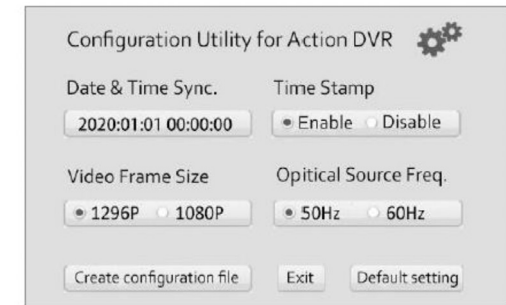 Configuration Utility for Action DVR
Date & Time Sync. Time Stamp
2020:01:01 00:00:00 Enable Disable
Video Frame Size Opitical Source Freq.
1296P 1080P 50Hz 60Hz
Create configuration file Exit Default setting